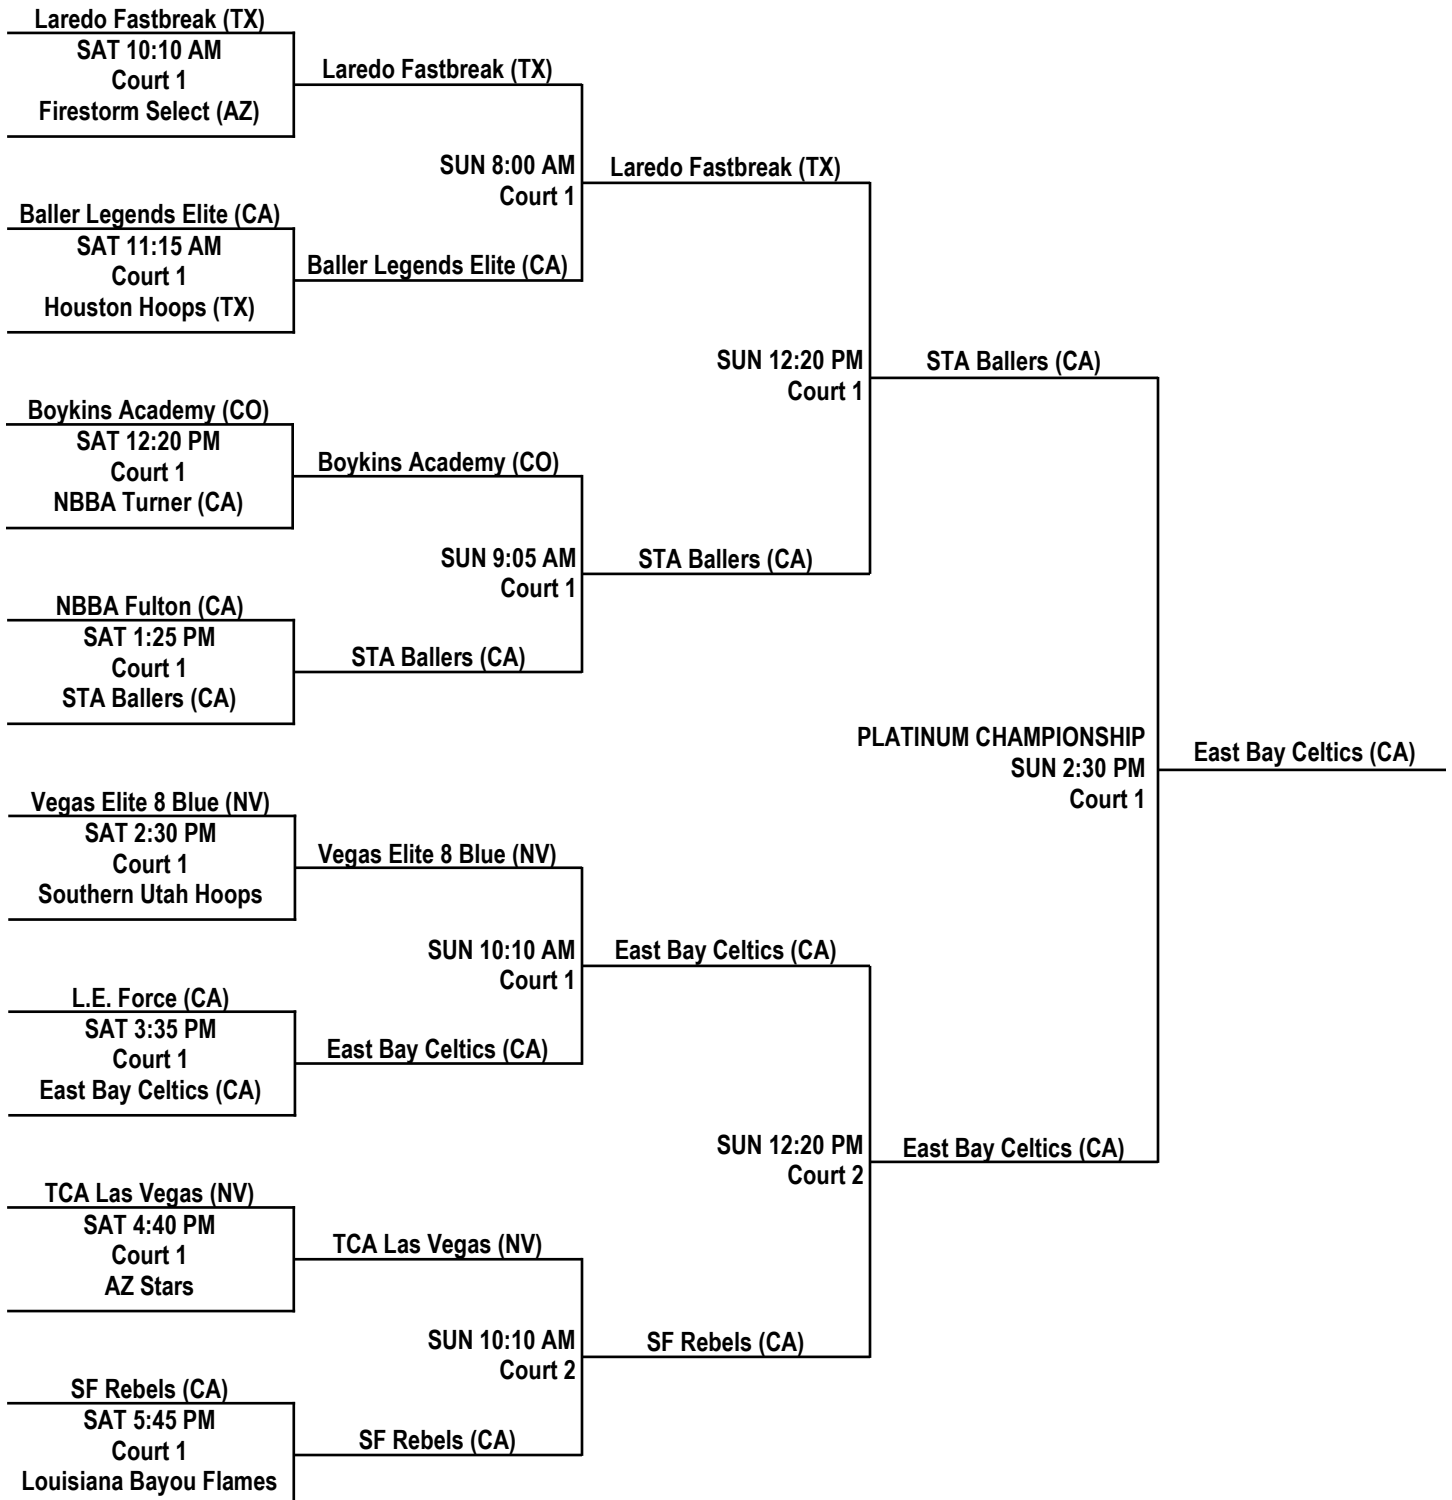 Laredo Fastbreak (TX)
SAT 10:10 AM
Court 1
Firestorm Select (AZ)
Laredo Fastbreak (TX)
SUN 8:00 AM
Court 1
Laredo Fastbreak (TX)
Baller Legends Elite (CA)
SAT 11:15 AM
Court 1
Houston Hoops (TX)
Baller Legends Elite (CA)
SUN 12:20 PM
Court 1
STA Ballers (CA)
Boykins Academy (CO)
SAT 12:20 PM
Court 1
NBBA Turner (CA)
Boykins Academy (CO)
SUN 9:05 AM
Court 1
STA Ballers (CA)
NBBA Fulton (CA)
SAT 1:25 PM
Court 1
STA Ballers (CA)
STA Ballers (CA)
PLATINUM CHAMPIONSHIP
SUN 2:30 PM
Court 1
East Bay Celtics (CA)
Vegas Elite 8 Blue (NV)
SAT 2:30 PM
Court 1
Southern Utah Hoops
Vegas Elite 8 Blue (NV)
SUN 10:10 AM
Court 1
East Bay Celtics (CA)
L.E. Force (CA)
SAT 3:35 PM
Court 1
East Bay Celtics (CA)
East Bay Celtics (CA)
SUN 12:20 PM
Court 2
East Bay Celtics (CA)
TCA Las Vegas (NV)
SAT 4:40 PM
Court 1
AZ Stars
TCA Las Vegas (NV)
SUN 10:10 AM
Court 2
SF Rebels (CA)
SF Rebels (CA)
SAT 5:45 PM
Court 1
Louisiana Bayou Flames
SF Rebels (CA)